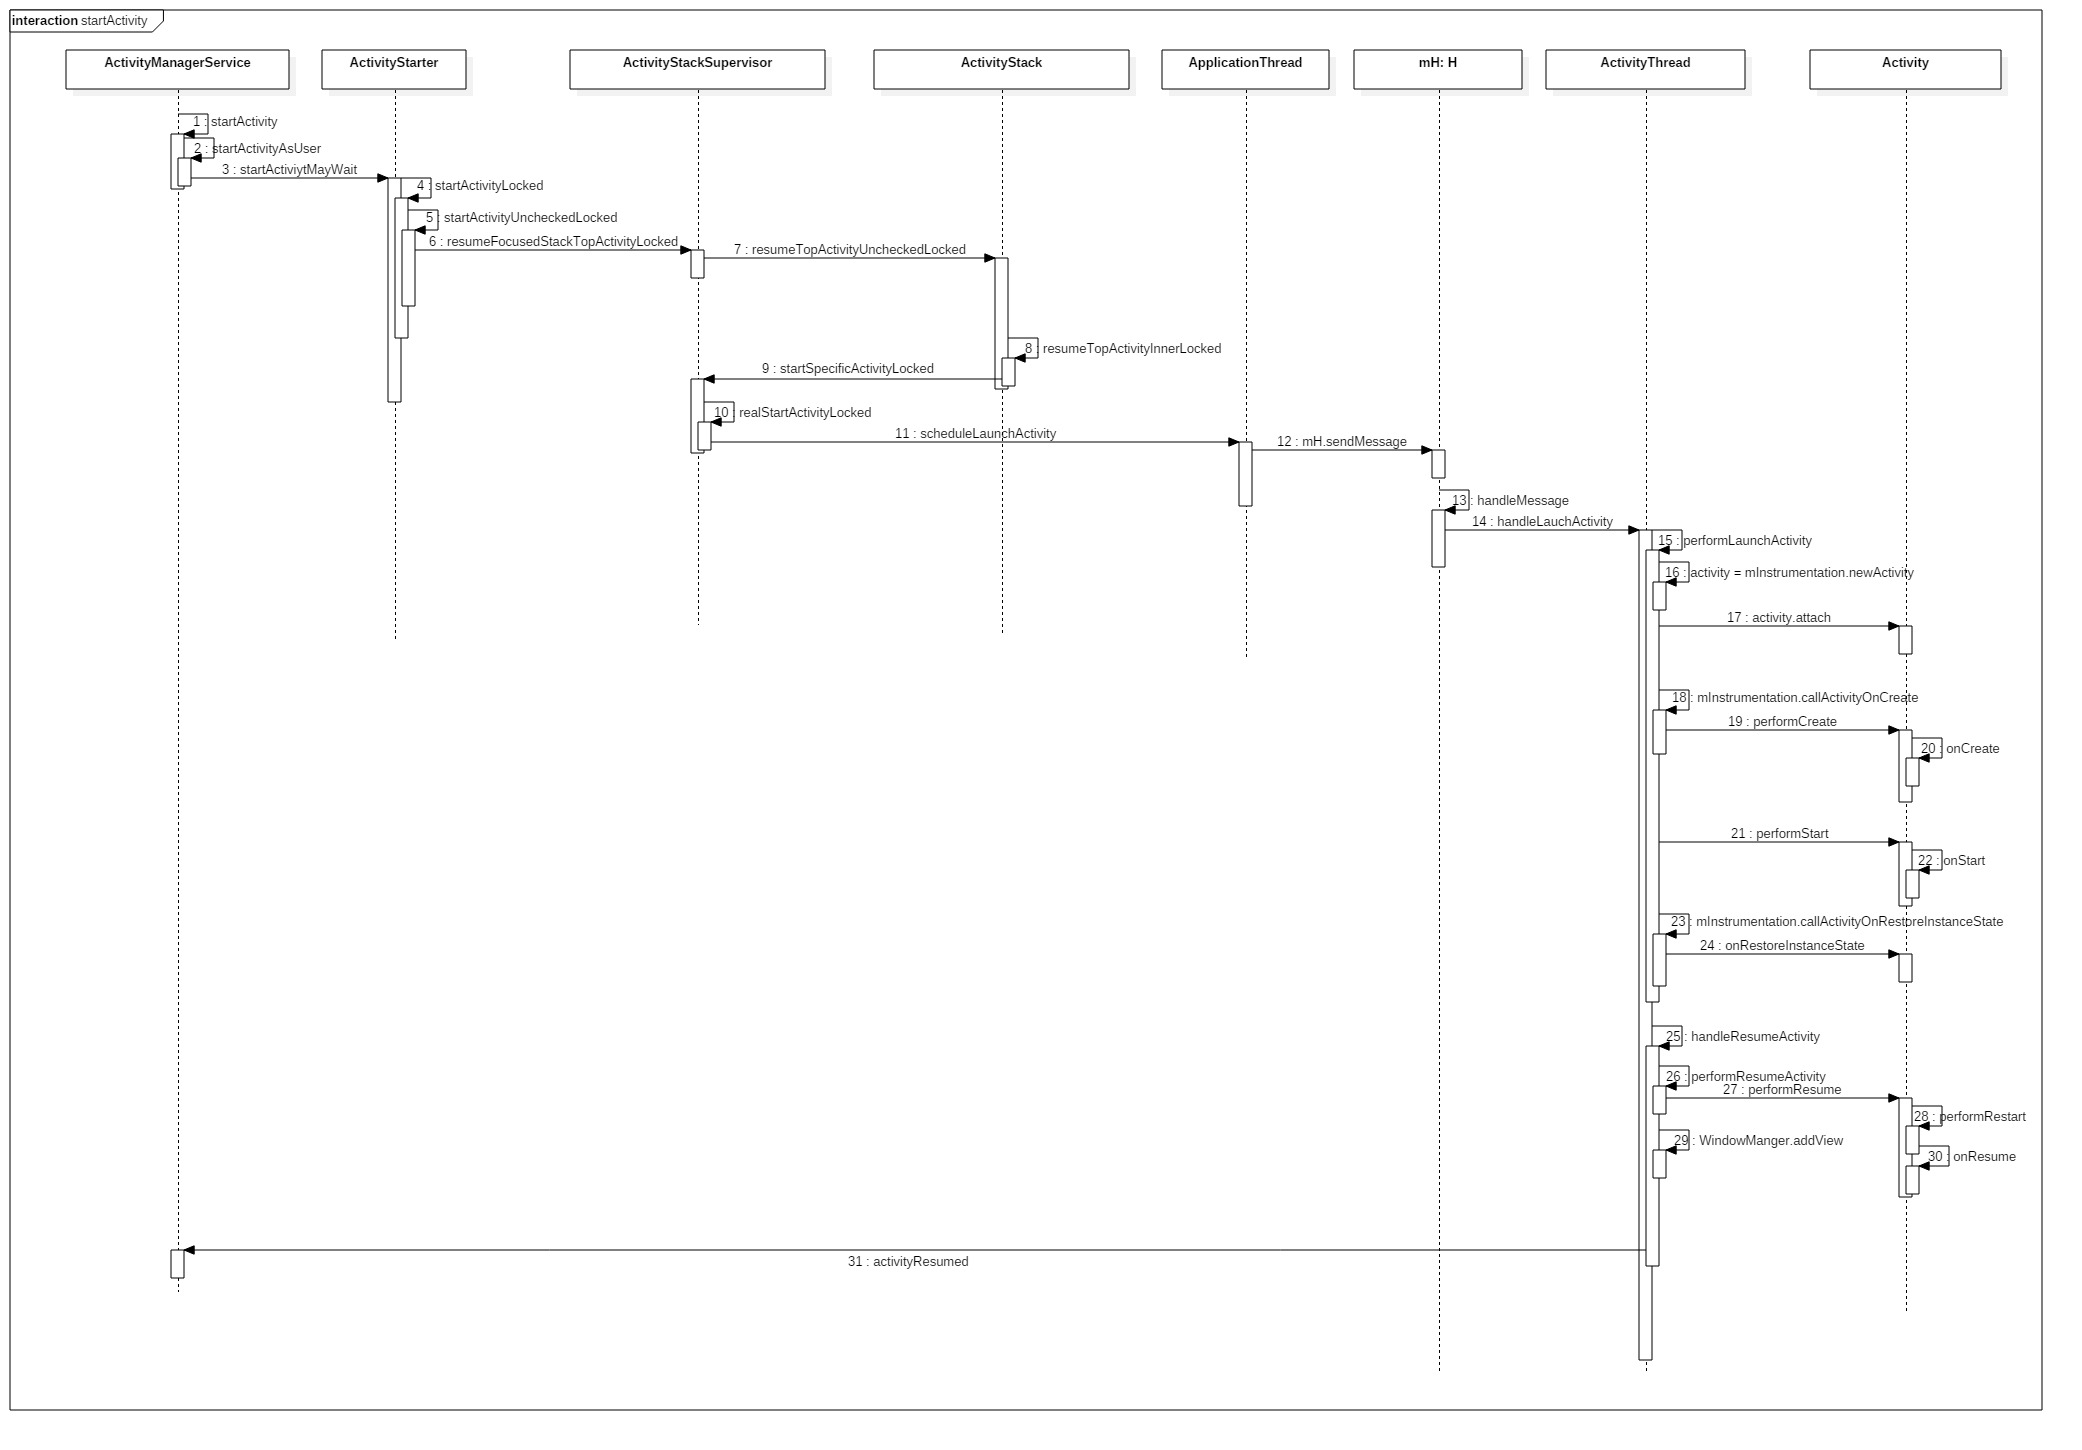 interaction startActivity
ActivityManagerService
ActivityStarter
ActivityStackSupervisor
ActivityStack
ApplicationThread
mH: H
ActivityThread
Activity
1 : startActivity
2 : startActivityAsUser
3 : startActiviytMayWait
4 : startActivityLocked
5 : startActivityUncheckedLocked
6 : resumeFocusedStackTopActivityLocked
7 : resumeTopActivityUncheckedLocked
8 : resumeTopActivityInnerLocked
9 : startSpecificActivityLocked
10 : realStartActivityLocked
11 : scheduleLaunchActivity
12 : mH.sendMessage
13 : handleMessage
14 : handleLauchActivity
15 : performLaunchActivity
16 : activity = mInstrumentation.newActivity
17 : activity.attach
18 : mInstrumentation.callActivityOnCreate
19 : performCreate
20 : onCreate
21 : performStart
22 : onStart
23 : mInstrumentation.callActivityOnRestoreInstanceState
24 : onRestoreInstanceState
25 : handleResumeActivity
26 : performResumeActivity
27 : performResume
28 : performRestart
29 : WindowManger.addView
30 : onResume
31 : activityResumed